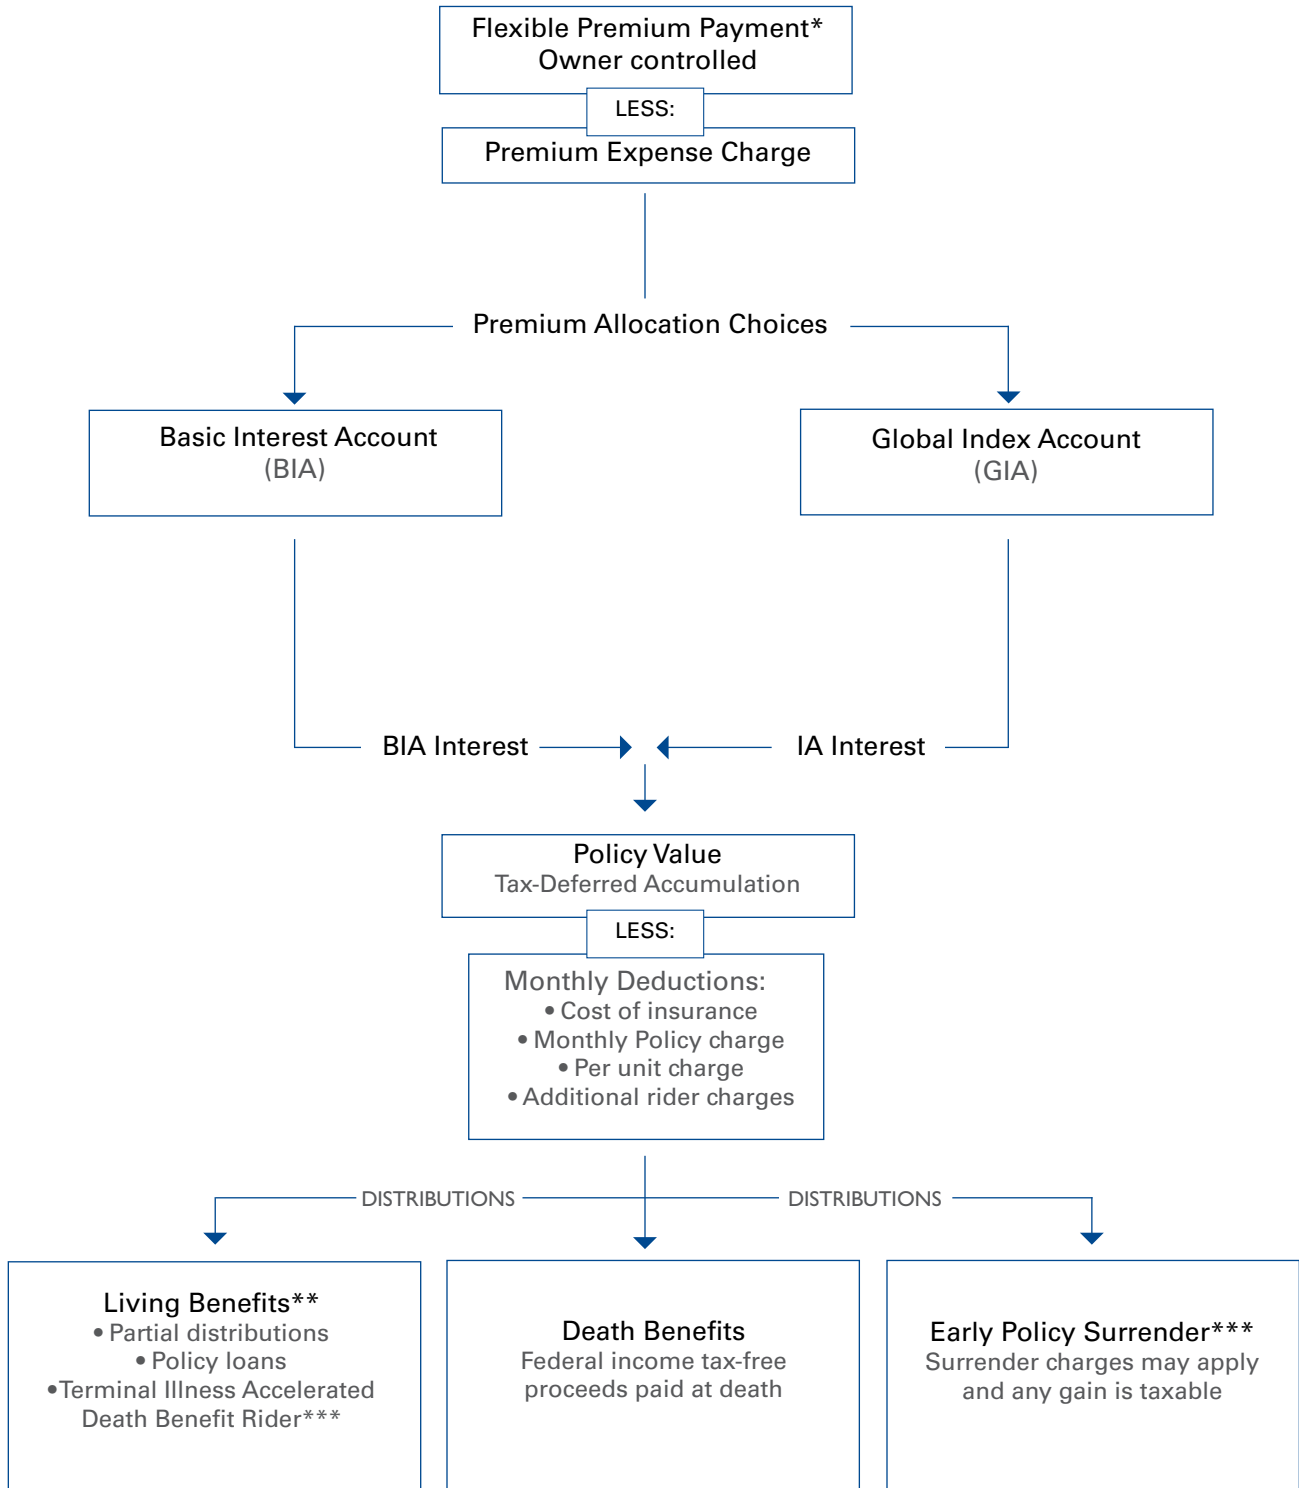 Flexible Premium Payment*
Owner controlled
LESS:
Premium Expense Charge
Premium Allocation Choices
Basic Interest Account
(BIA)
Global Index Account
(GIA)
BIA Interest
IA Interest
Policy Value
Tax-Deferred Accumulation
LESS:
Monthly Deductions:
• Cost of insurance
• Monthly Policy charge
• Per unit charge
• Additional rider charges
DISTRIBUTIONS
DISTRIBUTIONS
Living Benefits**
• Partial distributions
• Policy loans
•Terminal Illness Accelerated
Death Benefit Rider***
Death Benefits
Federal income tax-free
proceeds paid at death
Early Policy Surrender***
Surrender charges may apply
and any gain is taxable